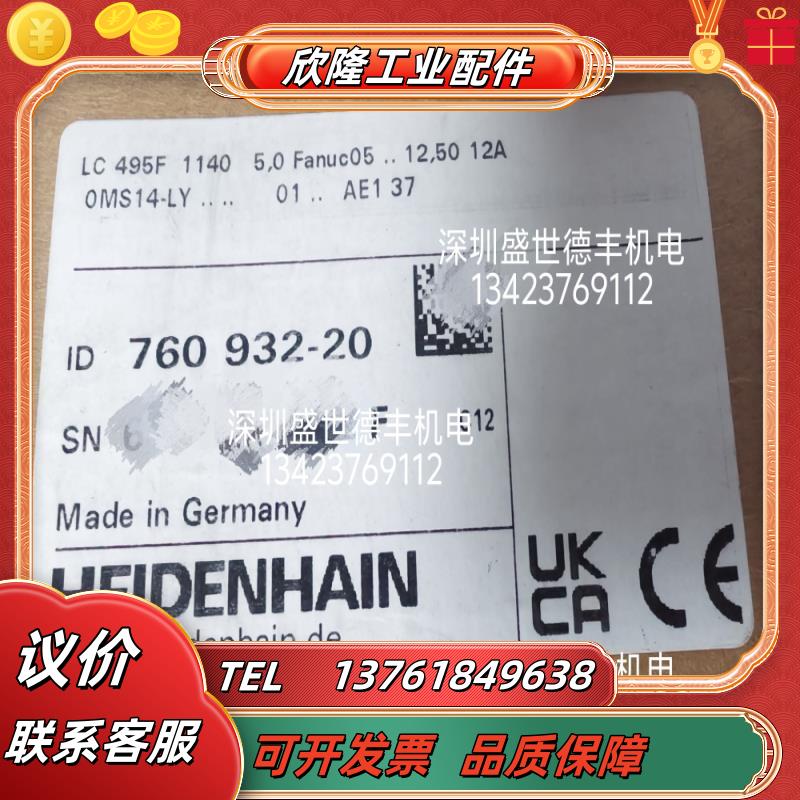 欣隆工业配件
LC 495F 1140 5,0 Fanuc05 .. 12,50 12A
OMS14-LY .. .. 01 .. AE1 37
深圳盛世德丰机电
13423769112
ID 760 932-20
SN 6 F 12
深圳盛世德丰机电
13423769112
Made in Germany
HEIDENHAIN
denhain.de
UK
CA CE
机电
议价 TEL 13761849638
联系客服 可开发票 品质保障